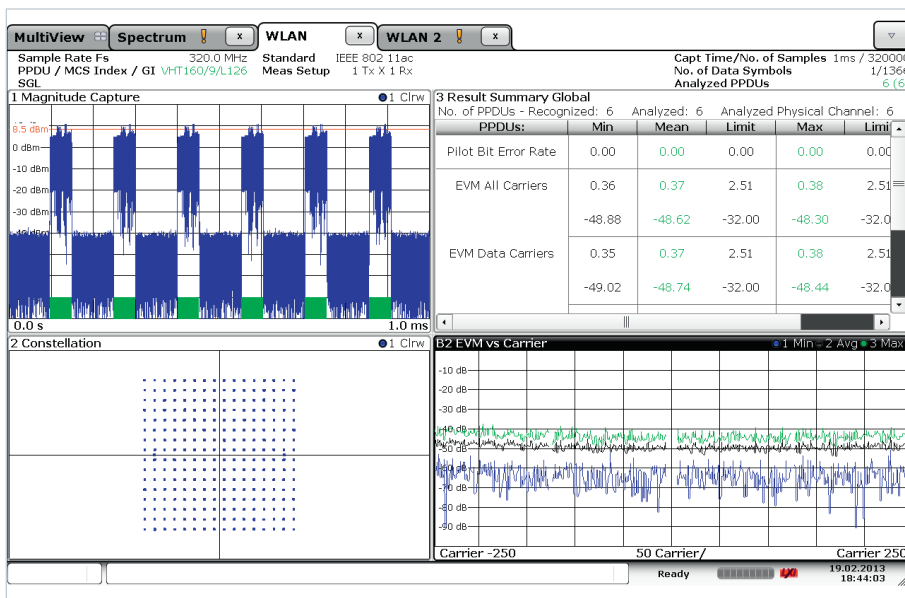 MultiView Spectrum ! x WLAN x WLAN 2 ! x
Sample Rate Fs 320.0 MHz Standard IEEE 802 11ac Capt Time/No. of Samples 1ms / 320000
PPDU / MCS Index / GI VHT160/9/L126 Meas Setup 1 Tx X 1 Rx No. of Data Symbols 1/1366
SGL Analyzed PPDUs 6 (6
1 Magnitude Capture 1 Clrw
8.5 dBm
0 dBm
-10 dBm
-20 dBm
-30 dBm
-40 dBm
0.0 s 1.0 ms
3 Result Summary Global
No. of PPDUs - Recognized: 6 Analyzed: 6 Analyzed Physical Channel: 6
PPDUs: Min Mean Limit Max Limi
Pilot Bit Error Rate 0.00 0.00 0.00 0.00 0.00
EVM All Carriers 0.36 0.37 2.51 0.38 2.51
-48.88 -48.62 -32.00 -48.30 -32.0
EVM Data Carriers 0.35 0.37 2.51 0.38 2.51
-49.02 -48.74 -32.00 -48.44 -32.0
2 Constellation 1 Clrw
B2 EVM vs Carrier 1 Min 2 Avg 3 Max
-10 dB
-20 dB
-30 dB
-40 dB
-50 dB
-60 dB
-70 dB
-80 dB
-90 dB
Carrier -250 50 Carrier/ Carrier 250
Ready 19.02.2013
18:44:03